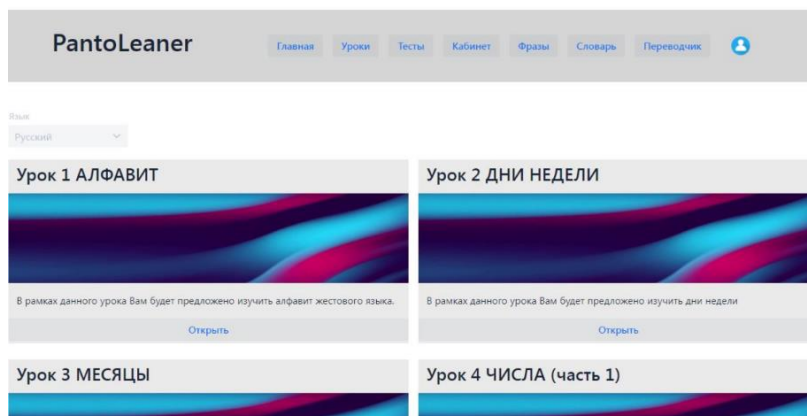 PantoLeaner
Главная Уроки Тесты Кабинет Фразы Словарь Переводчик
Язык
Русский
Урок 1 АЛФАВИТ
В рамках данного урока Вам будет предложено изучить алфавит жестового языка.
Открыть
Урок 2 ДНИ НЕДЕЛИ
В рамках данного урока Вам будет предложено изучить дни недели
Открыть
Урок 3 МЕСЯЦЫ
Урок 4 ЧИСЛА (часть 1)